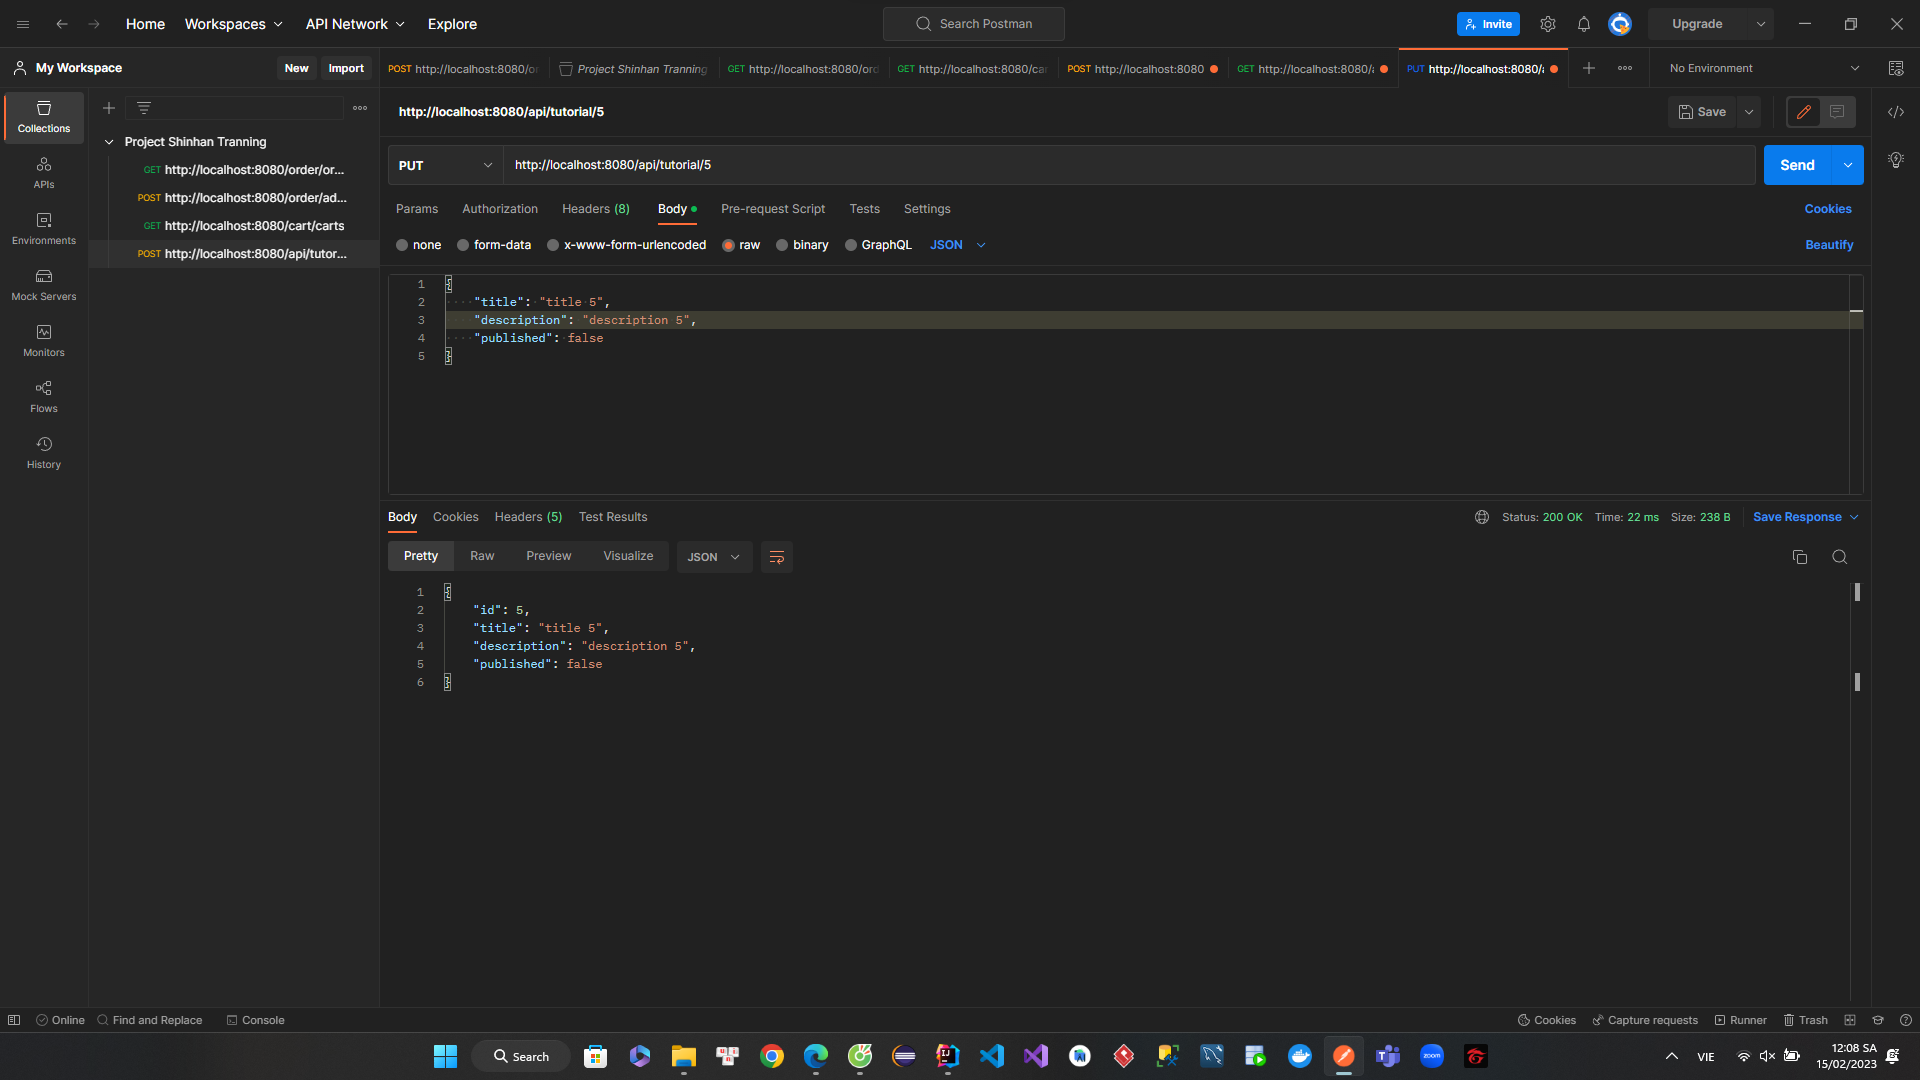 Home
Workspaces
API Network
Explore
Search Postman
Invite
Upgrade
My Workspace
New
Import
POST http://localhost:8080/or
Project Shinhan Tranning
GET http://localhost:8080/ord
GET http://localhost:8080/ca
POST http://localhost:8080
GET http://localhost:8080/a
PUT http://localhost:8080/a
No Environment
Collections
APIs
Environments
Mock Servers
Monitors
Flows
History
Project Shinhan Tranning
GET http://localhost:8080/order/or...
POST http://localhost:8080/order/ad...
GET http://localhost:8080/cart/carts
POST http://localhost:8080/api/tutor...
http://localhost:8080/api/tutorial/5
Save
PUT
http://localhost:8080/api/tutorial/5
Send
Params
Authorization
Headers (8)
Body
Pre-request Script
Tests
Settings
Cookies
none
form-data
x-www-form-urlencoded
raw
binary
GraphQL
JSON
Beautify
1 {
2 "title": "title 5",
3 "description": "description 5",
4 "published": false
5 }
Body
Cookies
Headers (5)
Test Results
Status: 200 OK
Time: 22 ms
Size: 238 B
Save Response
Pretty
Raw
Preview
Visualize
JSON
1 {
2 "id": 5,
3 "title": "title 5",
4 "description": "description 5",
5 "published": false
6 }
Online
Find and Replace
Console
Cookies
Capture requests
Runner
Trash
Search
zoom
VIE
12:08 SA
15/02/2023